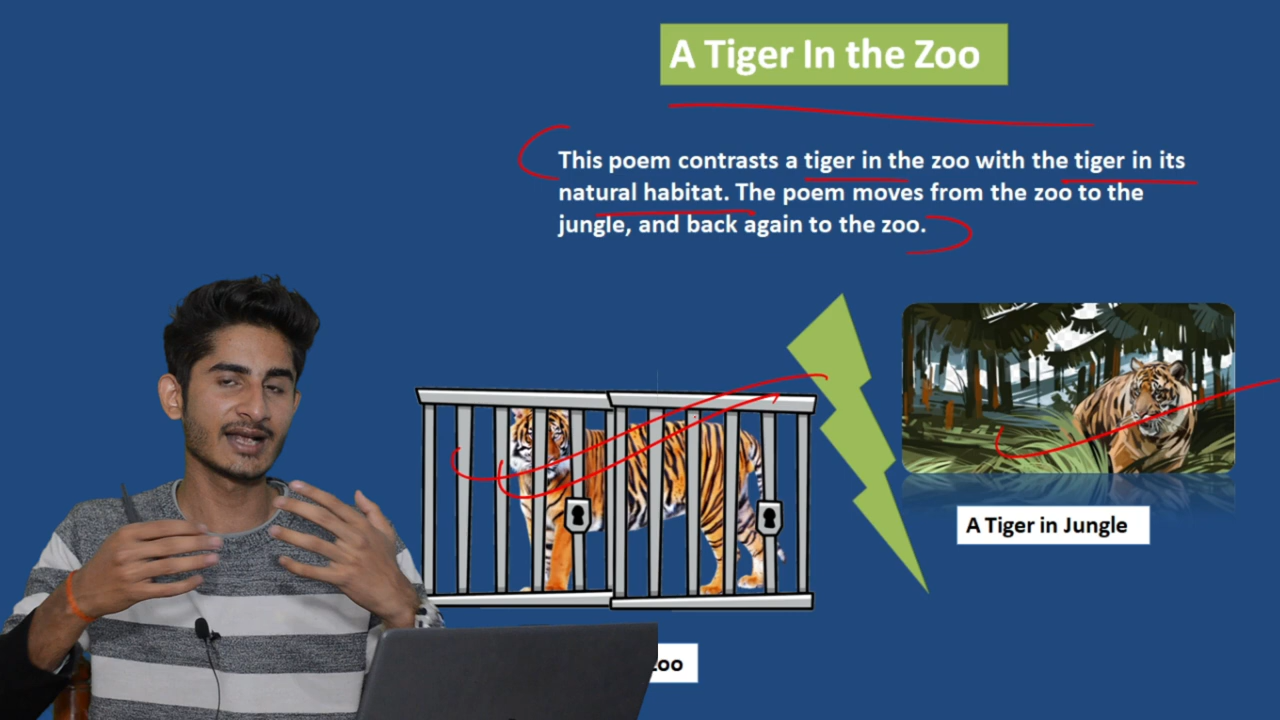 A Tiger In the Zoo
This poem contrasts a tiger in the zoo with the tiger in its
natural habitat. The poem moves from the zoo to the
jungle, and back again to the zoo.
A Tiger in Jungle